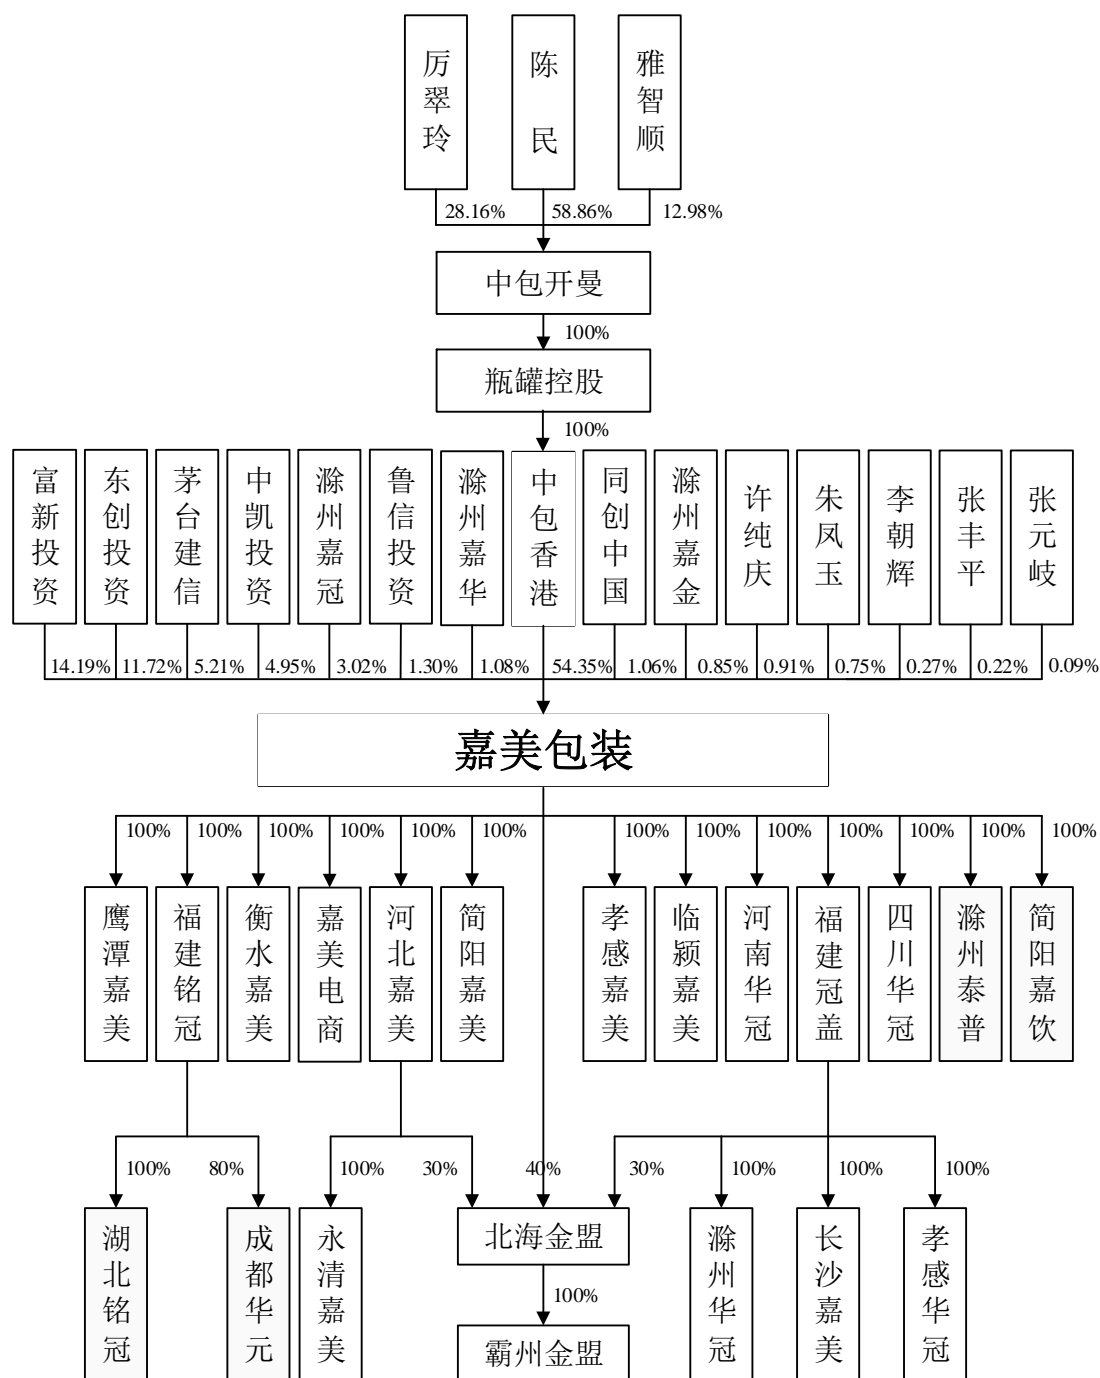 厉翠玲
陈民
雅智顺
28.16%
58.86%
12.98%
中包开曼
100%
瓶罐控股
100%
富新投资
东创投资
茅台建信
中凯投资
滁州嘉冠
鲁信投资
滁州嘉华
中包香港
同创中国
滁州嘉金
许纯庆
朱凤玉
李朝辉
张丰平
张元岐
14.19%
11.72%
5.21%
4.95%
3.02%
1.30%
1.08%
54.35%
1.06%
0.85%
0.91%
0.75%
0.27%
0.22%
0.09%
嘉美包装
100%
100%
100%
100%
100%
100%
100%
100%
100%
100%
100%
100%
100%
鹰潭嘉美
福建铭冠
衡水嘉美
嘉美电商
河北嘉美
简阳嘉美
孝感嘉美
临颍嘉美
河南华冠
福建冠盖
四川华冠
滁州泰普
简阳嘉饮
100%
80%
100%
30%
40%
30%
100%
100%
100%
湖北铭冠
成都华元
永清嘉美
北海金盟
滁州华冠
长沙嘉美
孝感华冠
100%
霸州金盟